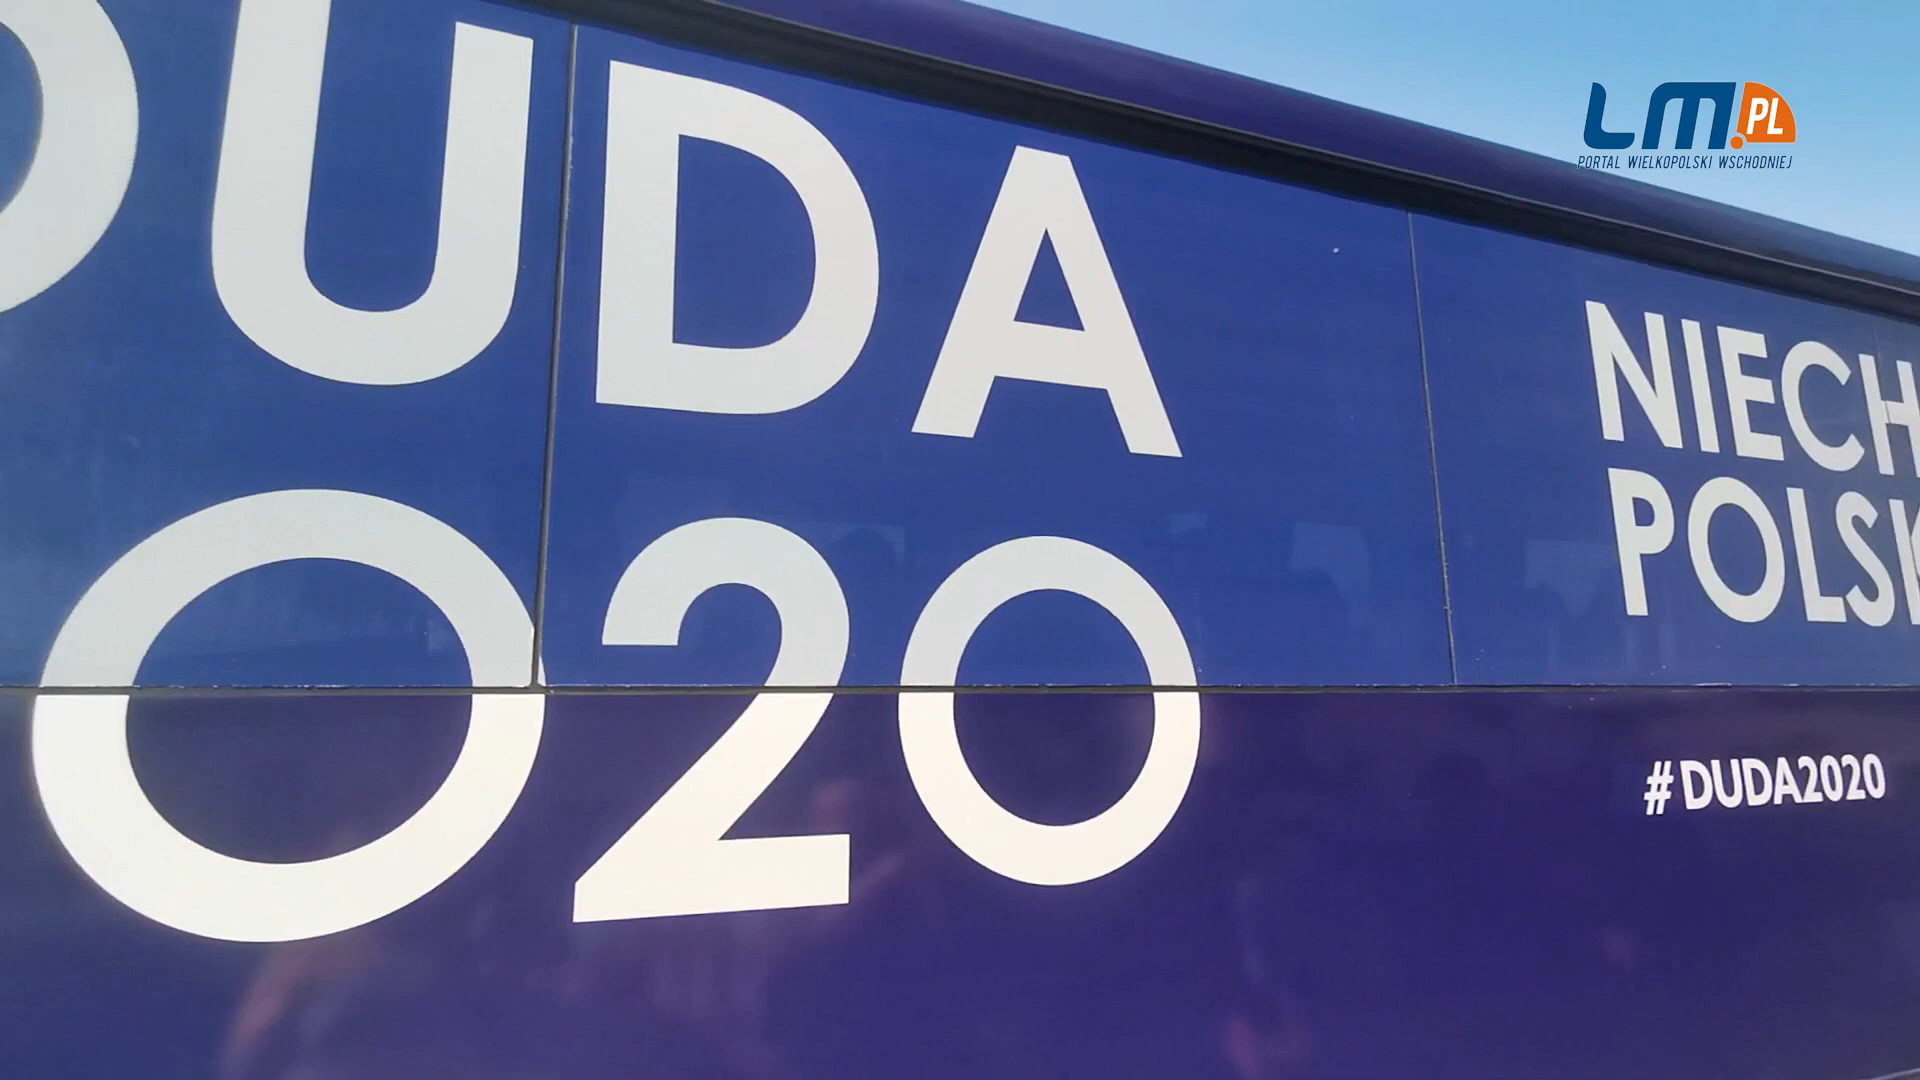 DUDA
020
NIECH
POLSK
#DUDA2020
LM.PL
PORTAL WIELKOPOLSKI WSCHODNIEJ